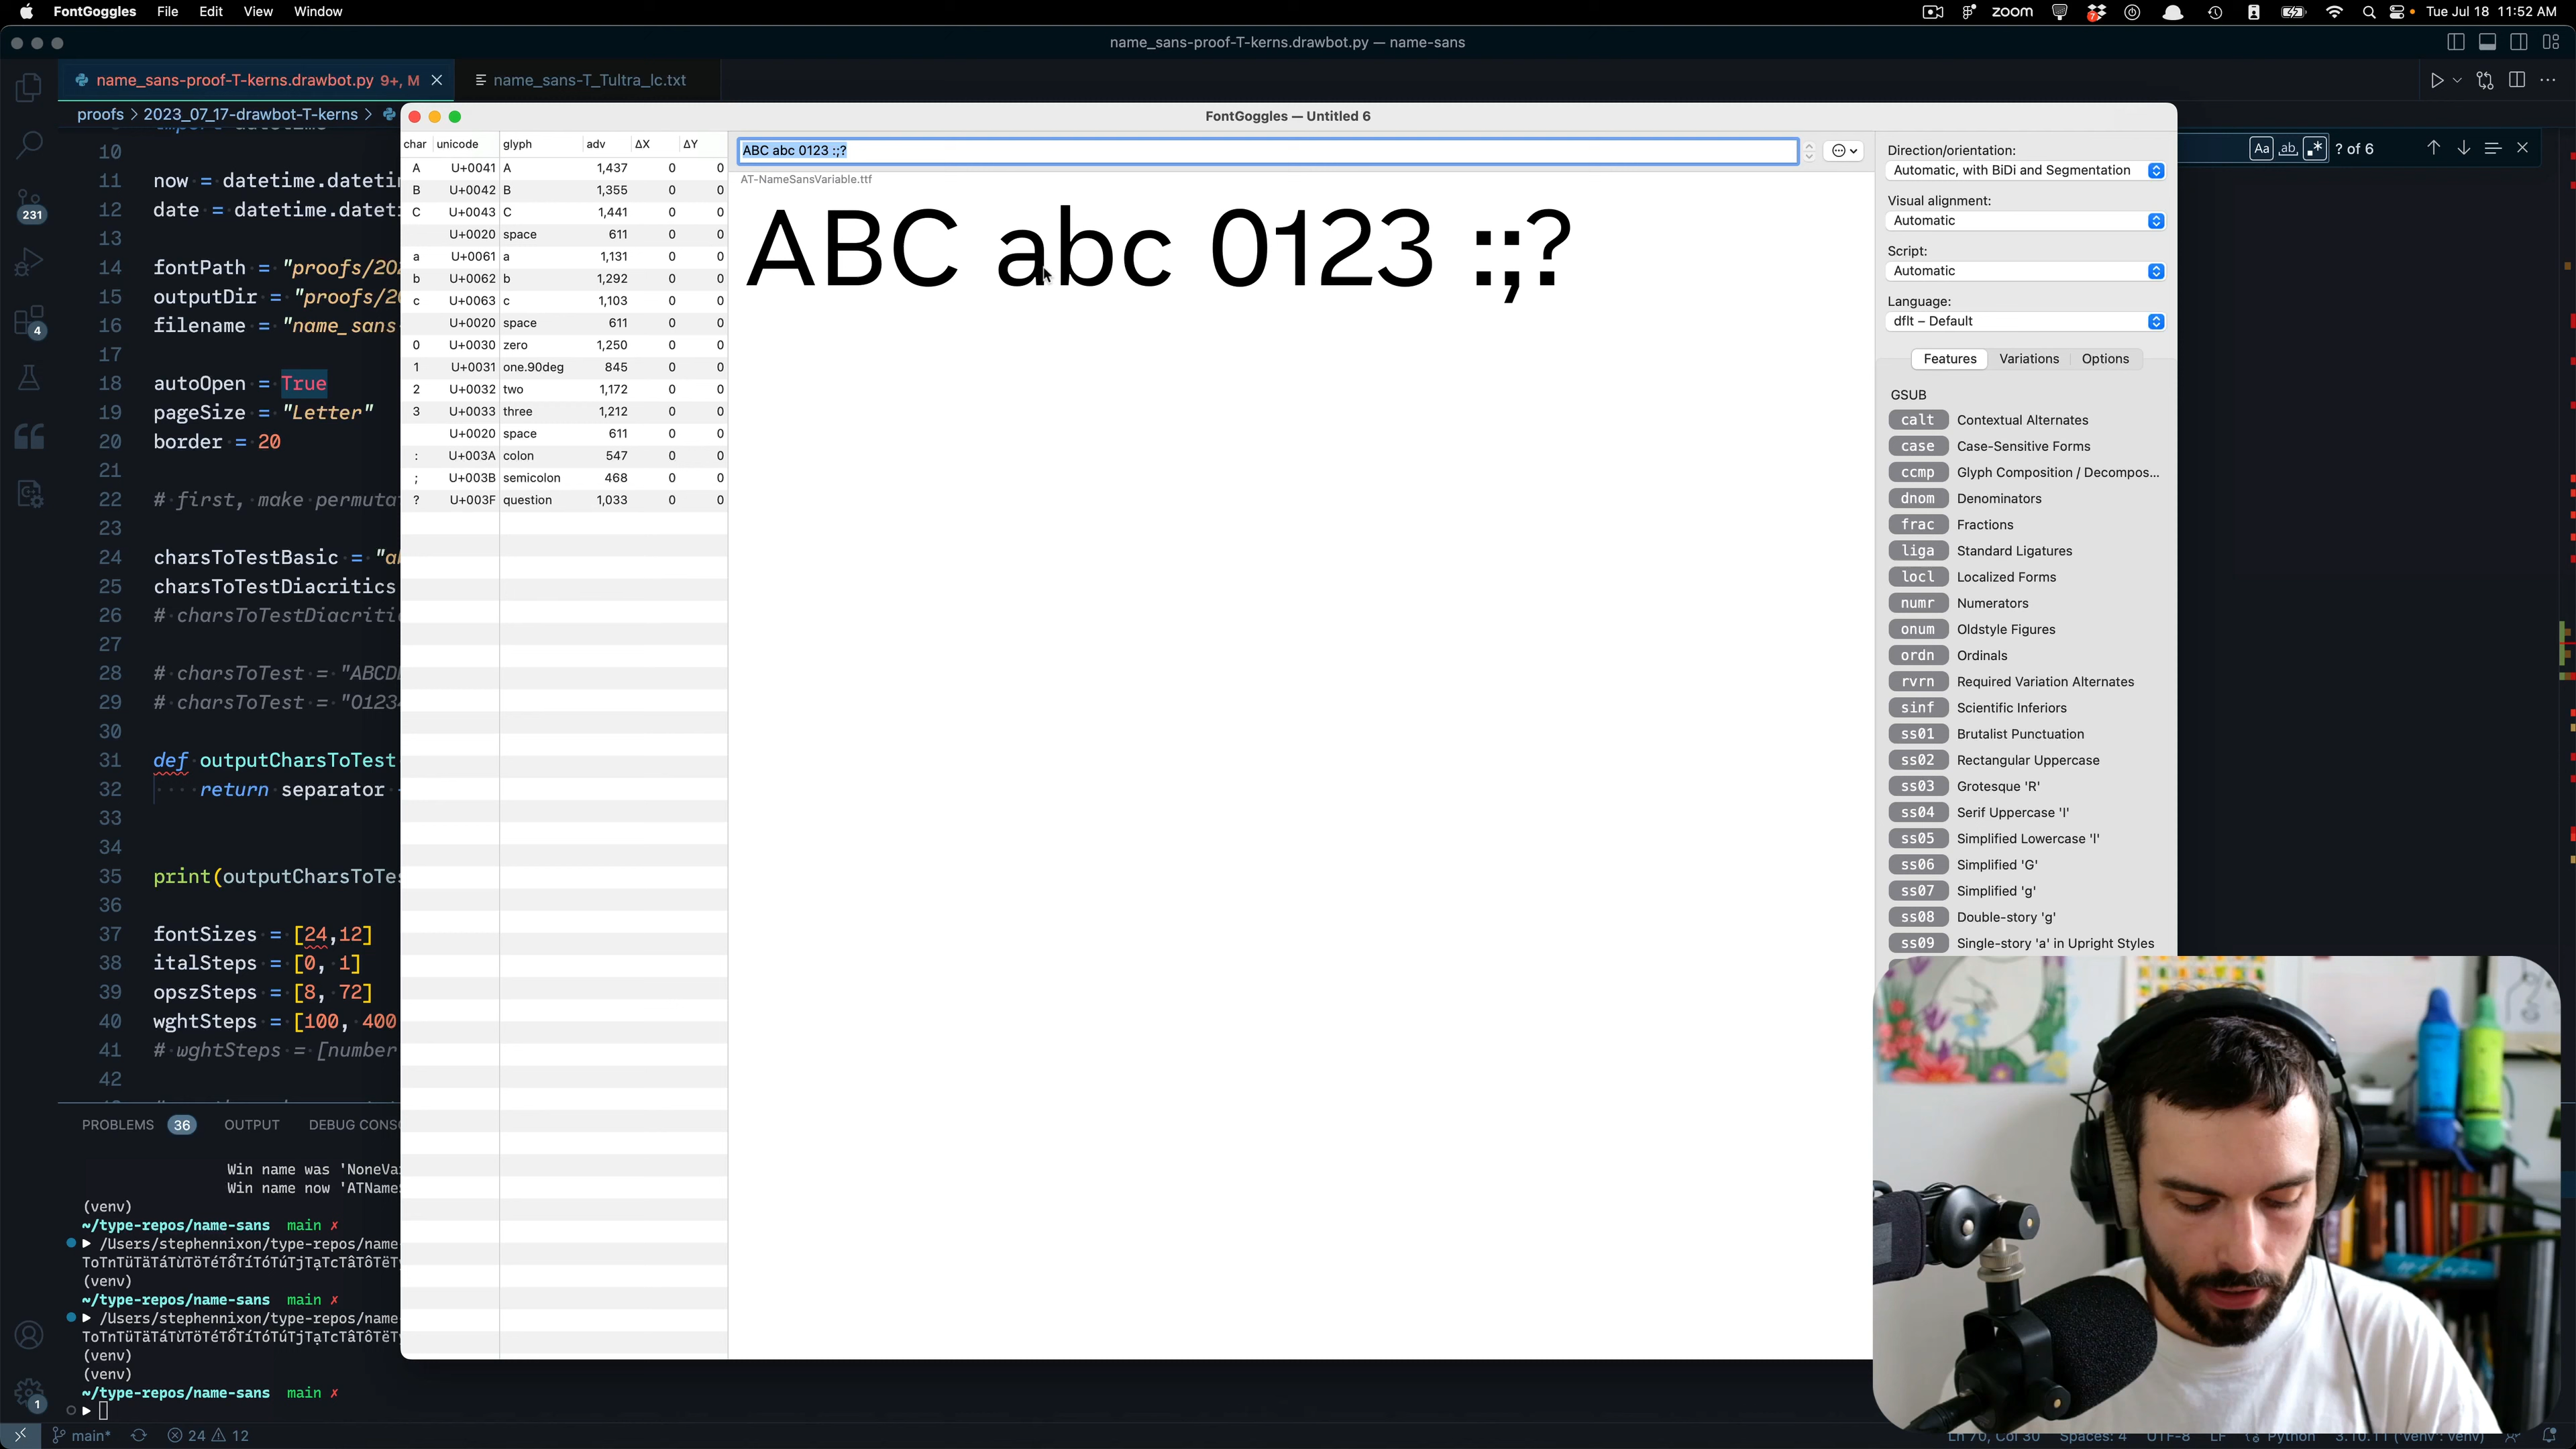 FontGoggles File Edit View Window
zoom Tue Jul 18 11:52 AM
name_sans-proof-T-kerns.drawbot.py — name-sans
name_sans-proof-T-kerns.drawbot.py 9+, M
name_sans-T_Tultra_lc.txt
proofs > 2023_07_17-drawbot-T-kerns >
FontGoggles — Untitled 6
? of 6
10
11 now = datetime.dateti
12 date = datetime.datet
13
14 fontPath = "proofs/20
15 outputDir = "proofs/2
16 filename = "name_sans
17
18 autoOpen = True
19 pageSize = "Letter"
20 border = 20
21
22 # first, make permuta
23
24 charsToTestBasic = "a
25 charsToTestDiacritics
26 # charsToTestDiacriti
27
28 # charsToTest = "ABCD
29 # charsToTest = "0123
30
31 def outputCharsToTest
32 return separator
33
34
35 print(outputCharsToTe
36
37 fontSizes = [24,12]
38 italSteps = [0, 1]
39 opszSteps = [8, 72]
40 wghtSteps = [100, 400
41 # wghtSteps = [number
42
231
4
1
PROBLEMS 36 OUTPUT DEBUG CONS
Win name was 'NoneVa
Win name now 'ATName
(venv)
~/type-repos/name-sans main ✗
/Users/stephennixon/type-repos/name
(venv)
~/type-repos/name-sans main ✗
/Users/stephennixon/type-repos/name
(venv)
(venv)
~/type-repos/name-sans main ✗
main* 24 12
char unicode glyph adv ΔX ΔY
A U+0041 A 1,437 0 0
B U+0042 B 1,355 0 0
C U+0043 C 1,441 0 0
U+0020 space 611 0 0
a U+0061 a 1,131 0 0
b U+0062 b 1,292 0 0
c U+0063 c 1,103 0 0
U+0020 space 611 0 0
0 U+0030 zero 1,250 0 0
1 U+0031 one.90deg 845 0 0
2 U+0032 two 1,172 0 0
3 U+0033 three 1,212 0 0
U+0020 space 611 0 0
: U+003A colon 547 0 0
; U+003B semicolon 468 0 0
? U+003F question 1,033 0 0
ABC abc 0123 :;?
AT-NameSansVariable.ttf
ABC abc 0123 :;?
Direction/orientation:
Automatic, with BiDi and Segmentation
Visual alignment:
Automatic
Script:
Automatic
Language:
dflt – Default
Features Variations Options
GSUB
calt Contextual Alternates
case Case-Sensitive Forms
ccmp Glyph Composition / Decompos...
dnom Denominators
frac Fractions
liga Standard Ligatures
locl Localized Forms
numr Numerators
onum Oldstyle Figures
ordn Ordinals
rvrn Required Variation Alternates
sinf Scientific Inferiors
ss01 Brutalist Punctuation
ss02 Rectangular Uppercase
ss03 Grotesque 'R'
ss04 Serif Uppercase 'I'
ss05 Simplified Lowercase 'l'
ss06 Simplified 'G'
ss07 Simplified 'g'
ss08 Double-story 'g'
ss09 Single-story 'a' in Upright Styles
Ln 70, Col 30 Spaces: 4 UTF-8 LF Python 3.10.11 ('venv': venv)